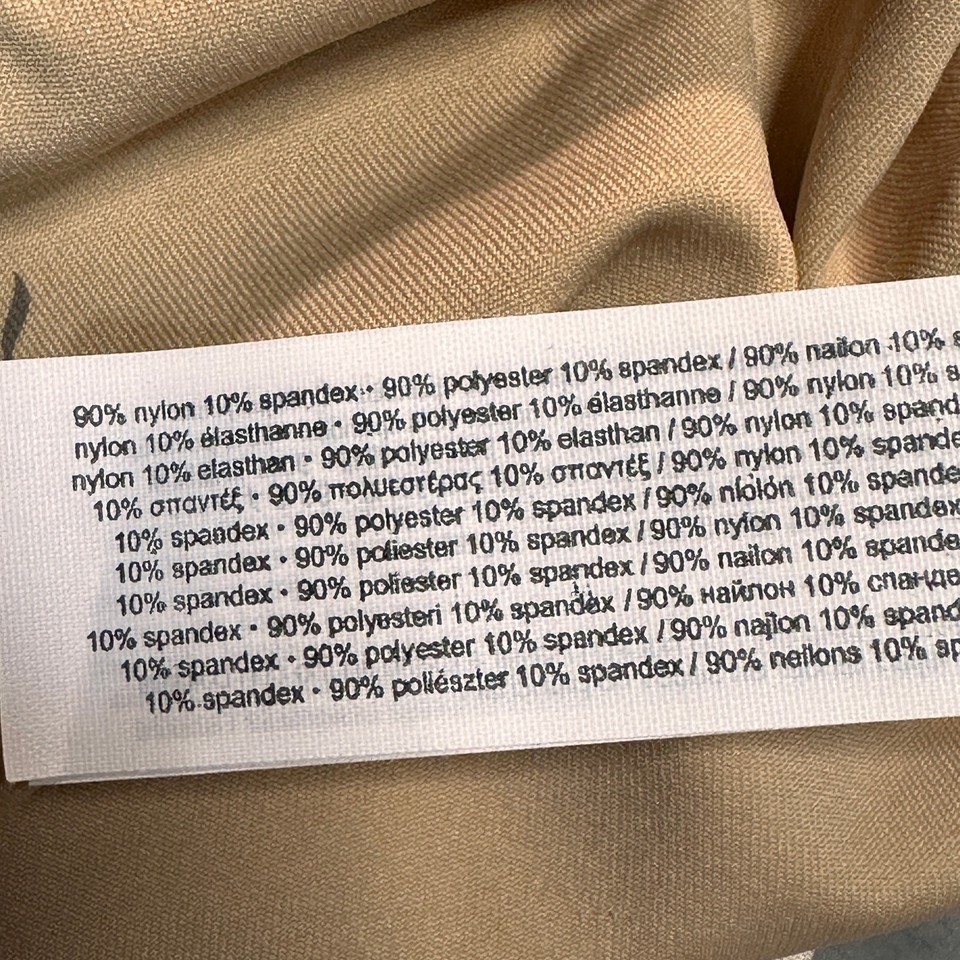 90% nylon 10% spandex · 90% polyester 10% spandex / 90% nailon 10%
nylon 10% élasthanne · 90% polyester 10% élasthanne / 90% nylon 10%
nylon 10% elasthan · 90% polyester 10% elasthan / 90% nylon 10% spand
10% σπαντέξ · 90% πολυεστέρας 10% σπαντέξ / 90% nylon 10% spande
10% spandex · 90% polyester 10% spandex / 90% níolón 10% spande
10% spandex · 90% poliester 10% spandex / 90% nylon 10% spandex
10% spandex · 90% poliester 10% spandex / 90% nailon 10% spande
10% spandex · 90% polyesteri 10% spandex / 90% найлон 10% спанде
10% spandex · 90% polyester 10% spandex / 90% najlon 10% spand
10% spandex · 90% poliészter 10% spandex / 90% neilons 10% sp